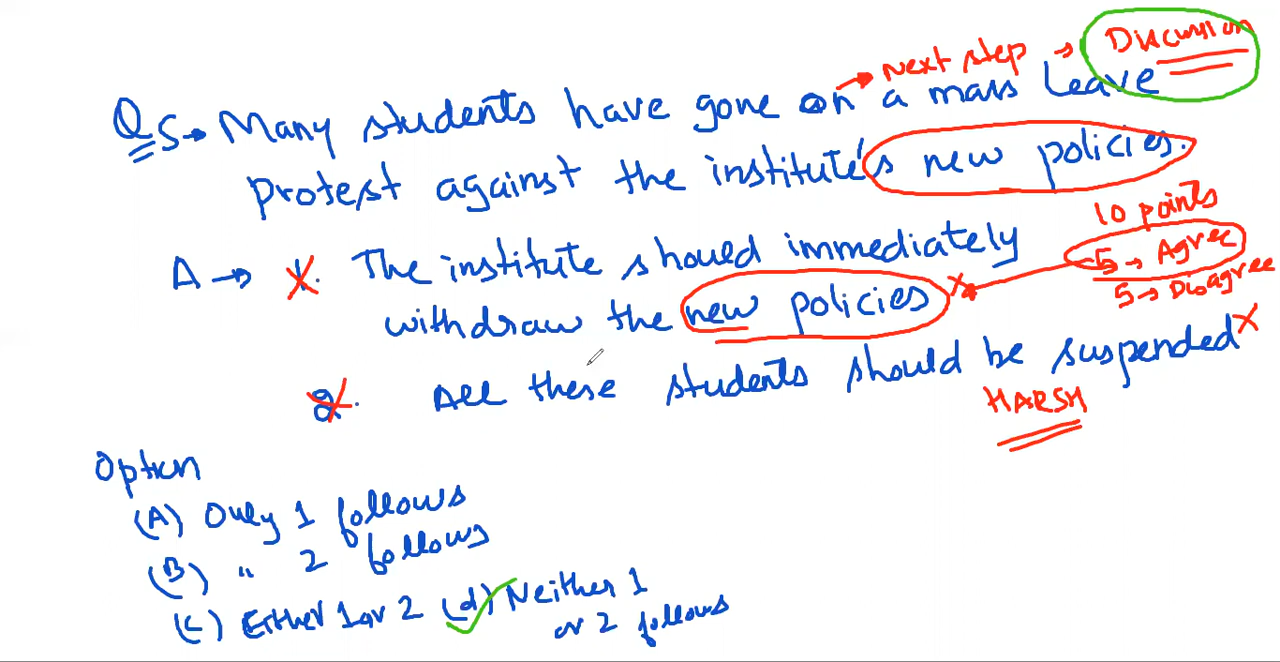 Next step → Discussion
Q5→ Many students have gone on a mass leave
protest against the institute's new policies.
10 points
5 → Agree
5 → Disagree
A → 1. The institute should immediately
withdraw the new policies
2. All these students should be suspended
HARSH
Option
(A) Only 1 follows
(B) " 2 follows
(C) Either 1 or 2 (d) Neither 1
or 2 follows